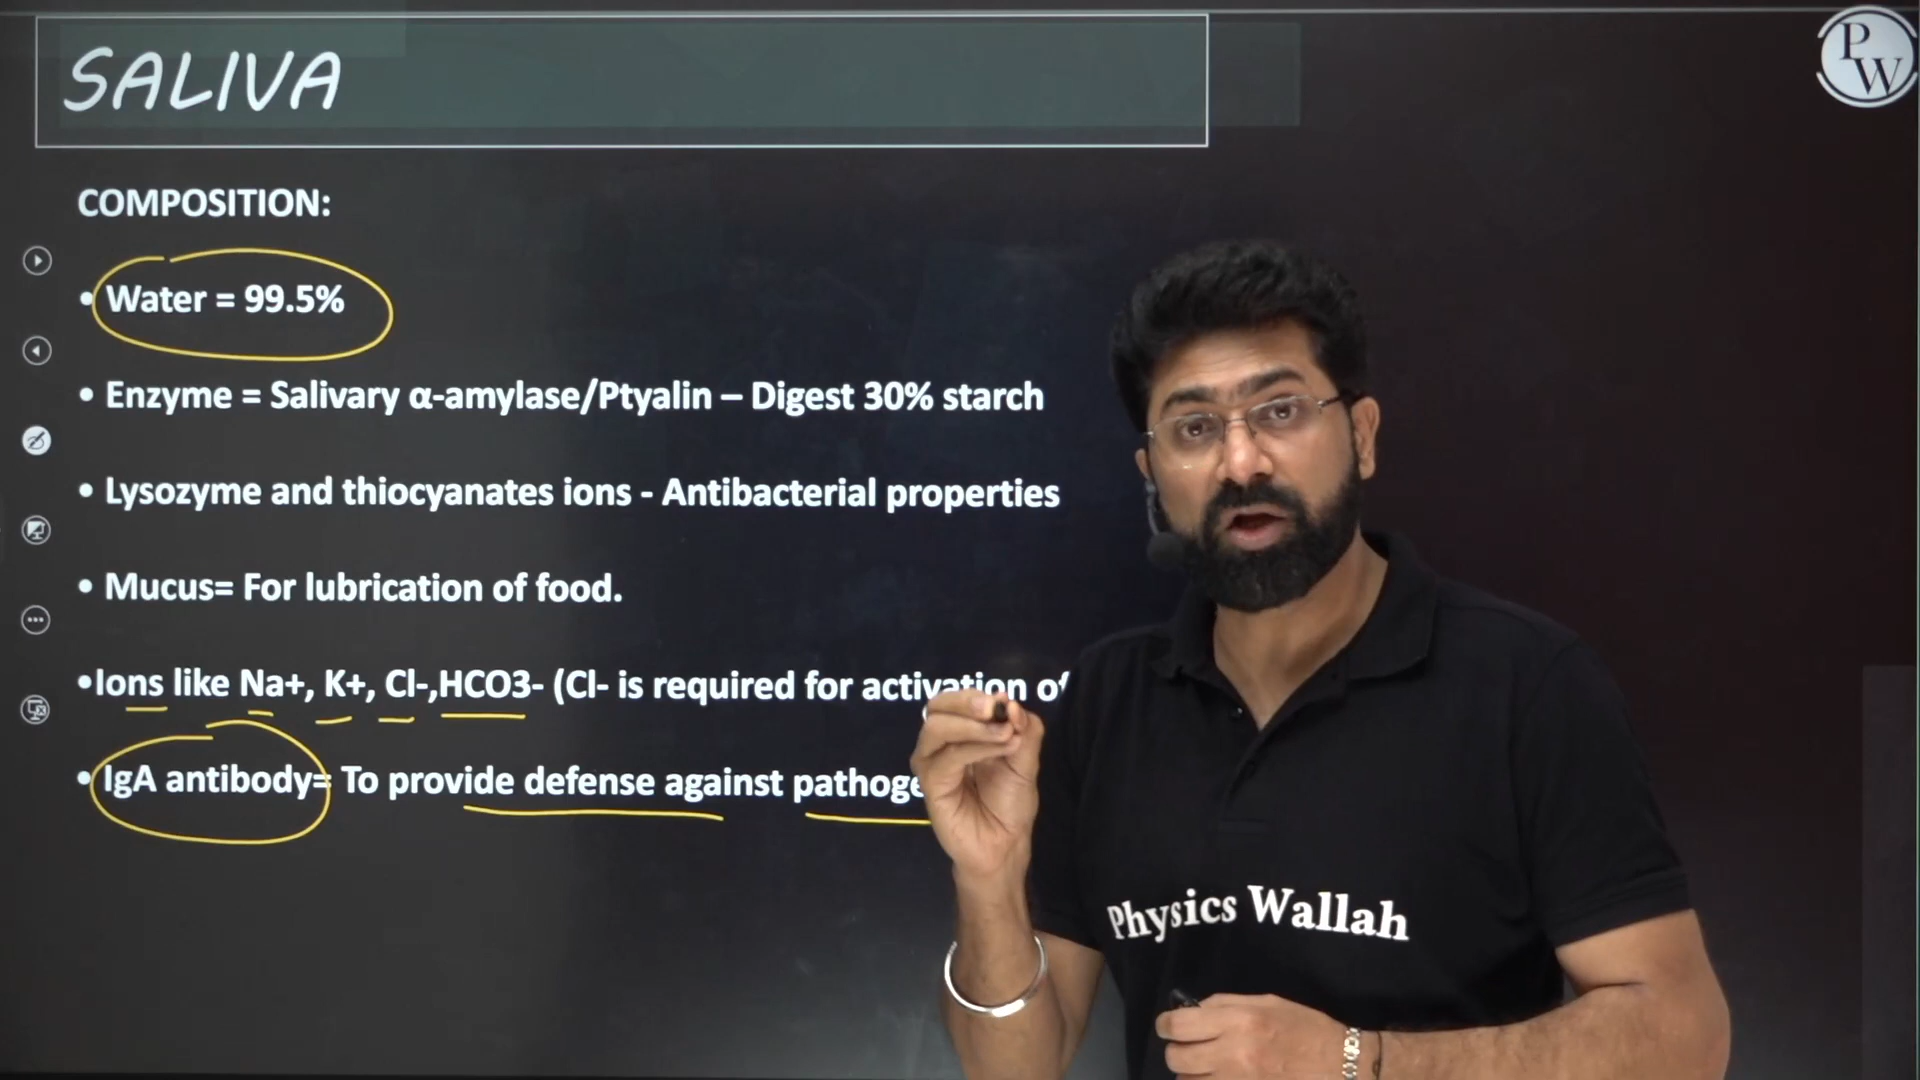 SALIVA
P
W
COMPOSITION:
• Water = 99.5%
• Enzyme = Salivary α-amylase/Ptyalin – Digest 30% starch
• Lysozyme and thiocyanates ions - Antibacterial properties
• Mucus= For lubrication of food.
•Ions like Na+, K+, Cl-,HCO3- (Cl- is required for activation of
• IgA antibody= To provide defense against
Physics Wallah